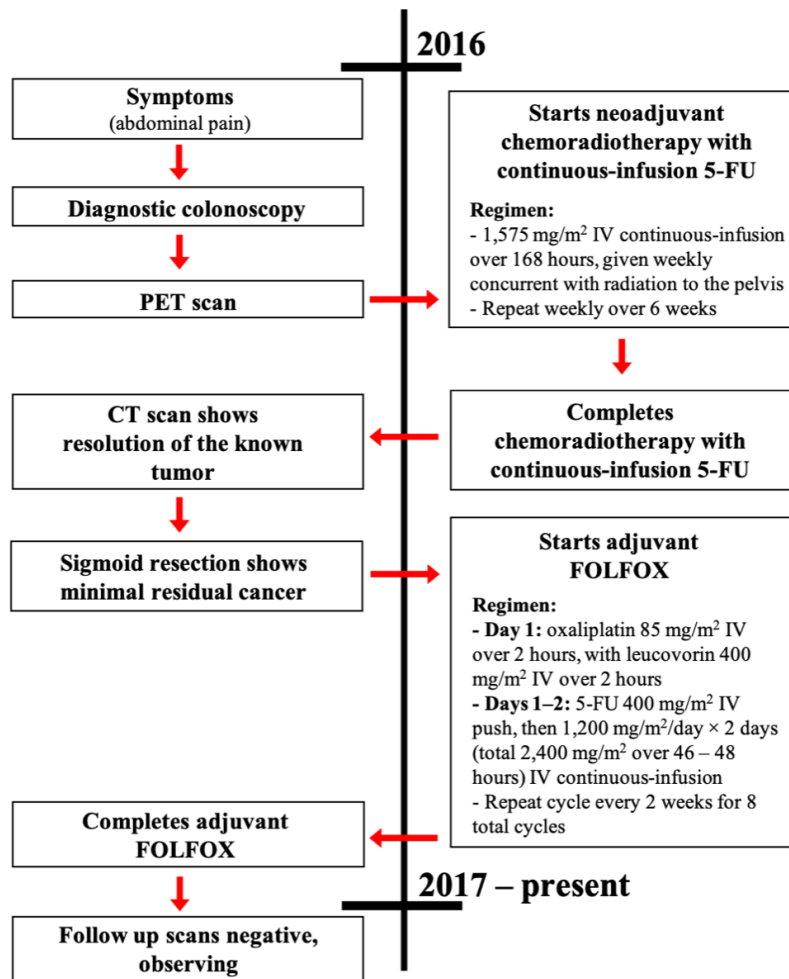 2016
Symptoms
(abdominal pain)
Diagnostic colonoscopy
PET scan
Starts neoadjuvant
chemoradiotherapy with
continuous-infusion 5-FU
Regimen:
- 1,575 mg/m² IV continuous-infusion
over 168 hours, given weekly
concurrent with radiation to the pelvis
- Repeat weekly over 6 weeks
Completes
chemoradiotherapy with
continuous-infusion 5-FU
CT scan shows
resolution of the known
tumor
Sigmoid resection shows
minimal residual cancer
Starts adjuvant
FOLFOX
Regimen:
- Day 1: oxaliplatin 85 mg/m² IV
over 2 hours, with leucovorin 400
mg/m² IV over 2 hours
- Days 1–2: 5-FU 400 mg/m² IV
push, then 1,200 mg/m²/day × 2 days
(total 2,400 mg/m² over 46 – 48
hours) IV continuous-infusion
- Repeat cycle every 2 weeks for 8
total cycles
Completes adjuvant
FOLFOX
2017 – present
Follow up scans negative,
observing